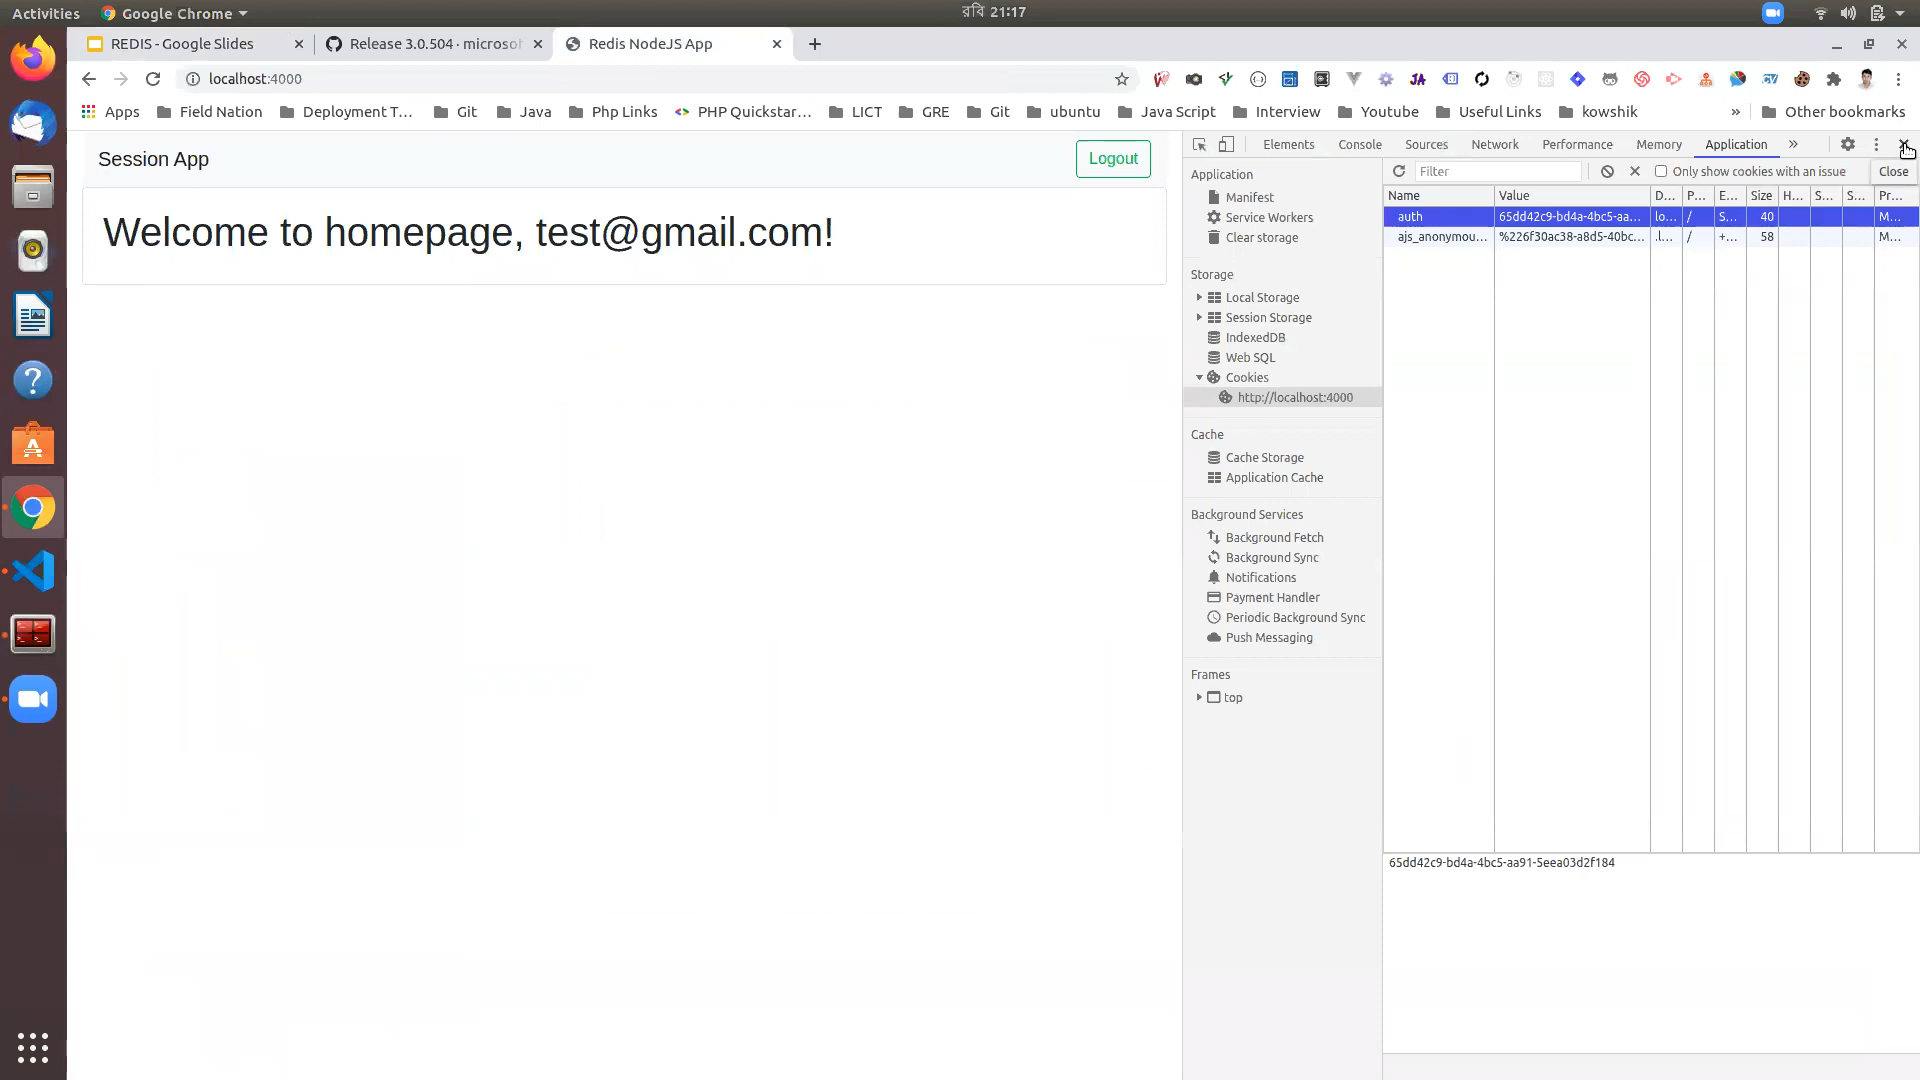 Activities
Google Chrome
রবি 21:17
REDIS - Google Slides
Release 3.0.504 · microsof
Redis NodeJS App
localhost:4000
Apps
Field Nation
Deployment T...
Git
Java
Php Links
PHP Quickstar...
LICT
GRE
Git
ubuntu
Java Script
Interview
Youtube
Useful Links
kowshik
Other bookmarks
Session App
Logout
Welcome to homepage, test@gmail.com!
Elements
Console
Sources
Network
Performance
Memory
Application
Application
Manifest
Service Workers
Clear storage
Storage
Local Storage
Session Storage
IndexedDB
Web SQL
Cookies
http://localhost:4000
Cache
Cache Storage
Application Cache
Background Services
Background Fetch
Background Sync
Notifications
Payment Handler
Periodic Background Sync
Push Messaging
Frames
top
Filter
Only show cookies with an issue
Close
Name Value D... P... E... Size H... S... S... Pr...
auth 65dd42c9-bd4a-4bc5-aa... lo... / S... 40 M...
ajs_anonymou... %226f30ac38-a8d5-40bc... .l... / +... 58 M...
65dd42c9-bd4a-4bc5-aa91-5eea03d2f184